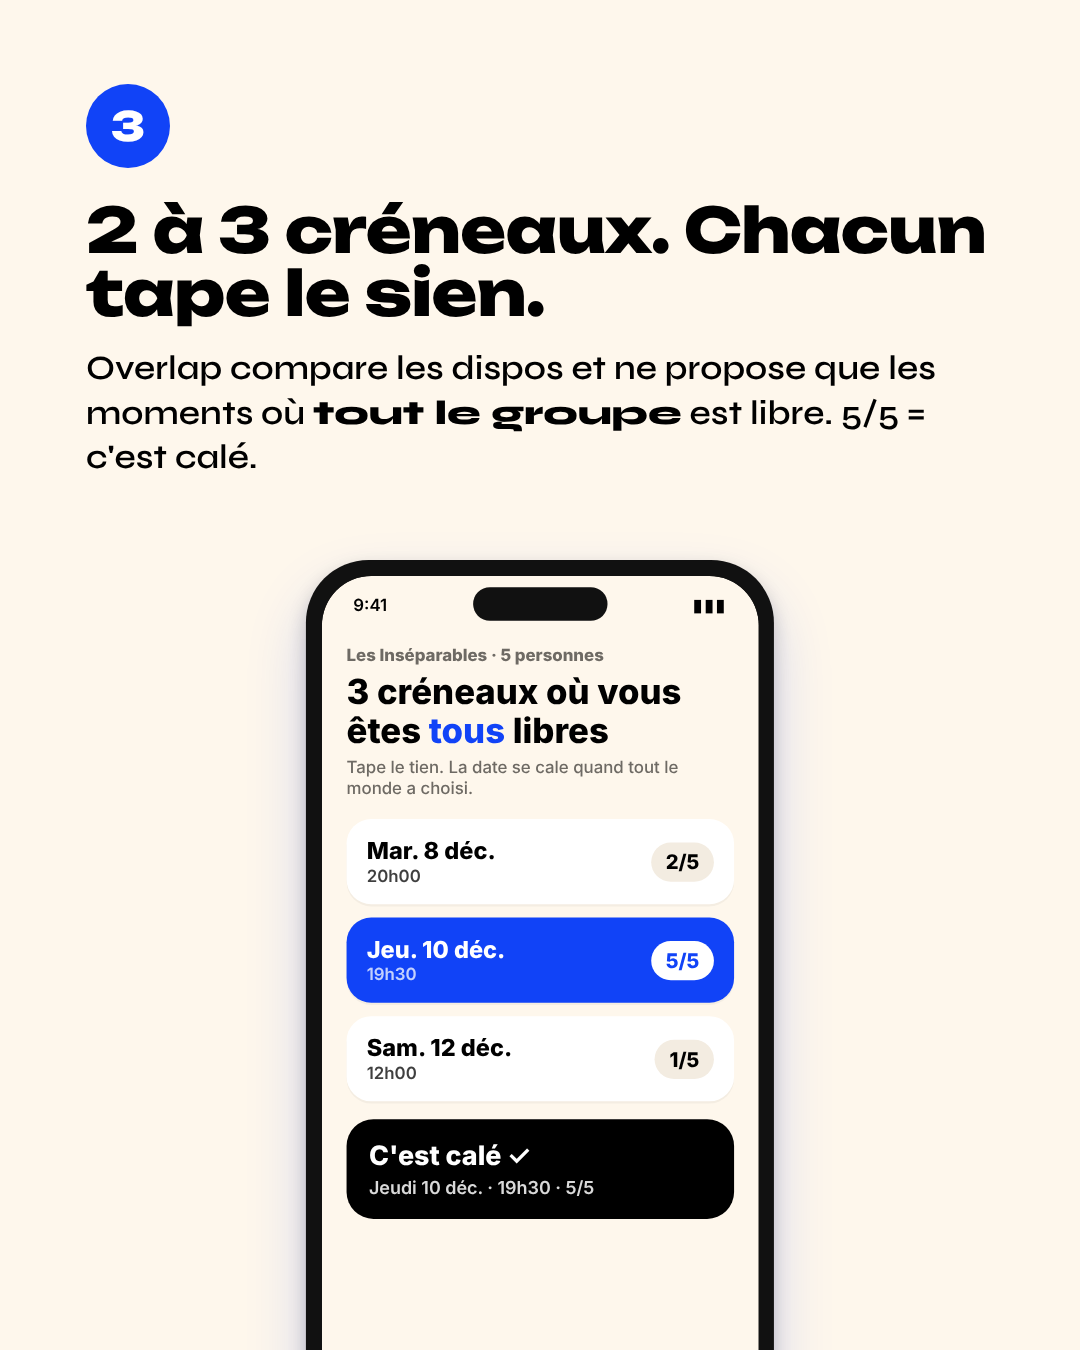 3
2 à 3 créneaux. Chacun
tape le sien.
Overlap compare les dispos et ne propose que les
moments où tout le groupe est libre. 5/5 =
c'est calé.
9:41
Les Inséparables · 5 personnes
3 créneaux où vous
êtes tous libres
Tape le tien. La date se cale quand tout le
monde a choisi.
Mar. 8 déc.
20h00
2/5
Jeu. 10 déc.
19h30
5/5
Sam. 12 déc.
12h00
1/5
C'est calé ✓
Jeudi 10 déc. · 19h30 · 5/5